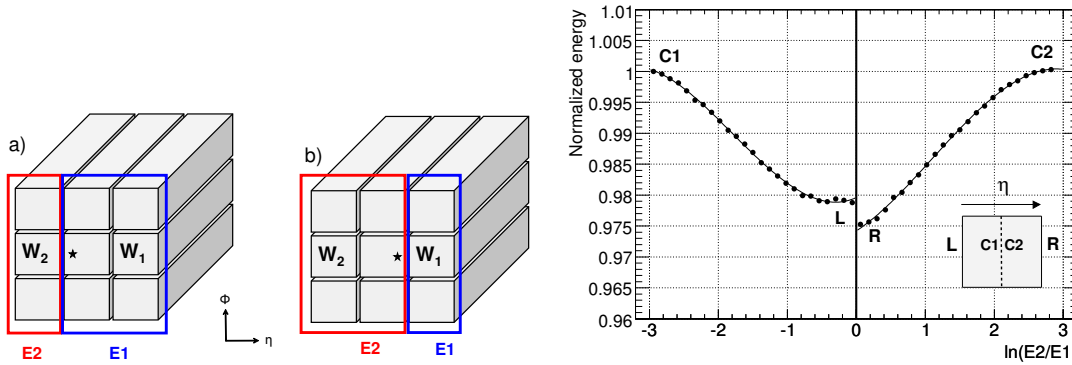 a)
W2 W1
E2 E1
Φ
η
b)
W2 W1
E2 E1
Normalized energy
1.01
1.005
1
0.995
0.99
0.985
0.98
0.975
0.97
0.965
0.96
-3 -2 -1 0 1 2 3
ln(E2/E1
C1
C2
L
R
η
L C1 C2 R